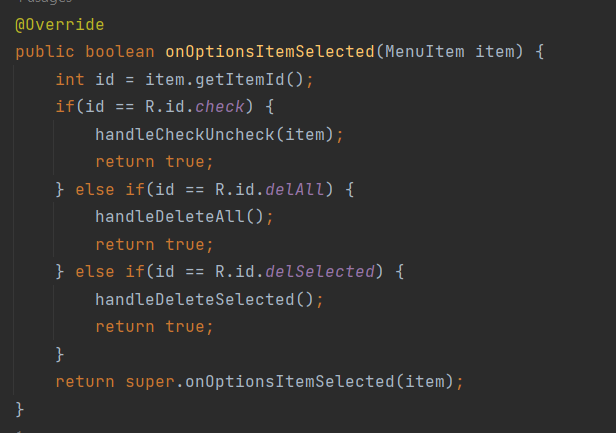 @Override
public boolean onOptionsItemSelected(MenuItem item) {
    int id = item.getItemId();
    if(id == R.id.check) {
        handleCheckUncheck(item);
        return true;
    } else if(id == R.id.delAll) {
        handleDeleteAll();
        return true;
    } else if(id == R.id.delSelected) {
        handleDeleteSelected();
        return true;
    }
    return super.onOptionsItemSelected(item);
}